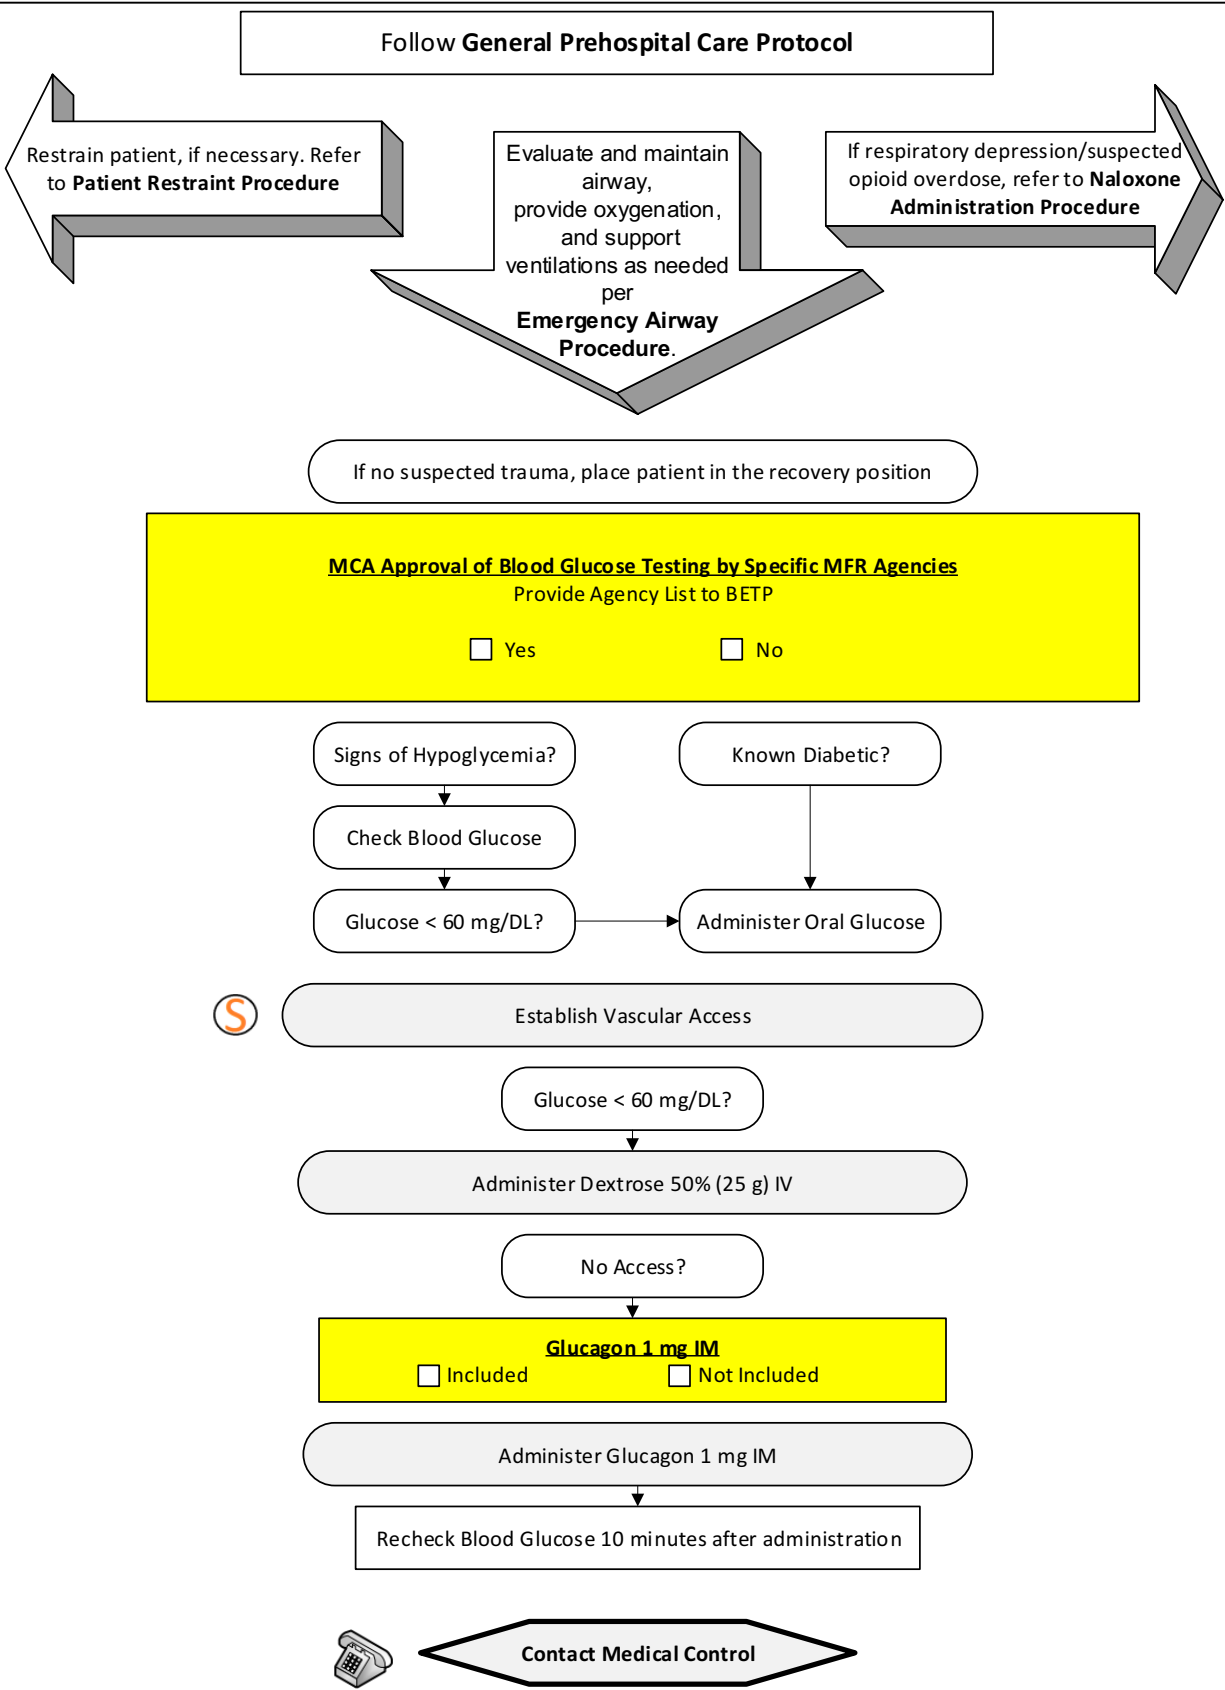 Follow General Prehospital Care Protocol
Restrain patient, if necessary. Refer
to Patient Restraint Procedure
Evaluate and maintain
airway,
provide oxygenation,
and support
ventilations as needed
per
Emergency Airway
Procedure.
If respiratory depression/suspected
opioid overdose, refer to Naloxone
Administration Procedure
If no suspected trauma, place patient in the recovery position
MCA Approval of Blood Glucose Testing by Specific MFR Agencies
Provide Agency List to BETP
Yes No
Signs of Hypoglycemia?
Known Diabetic?
Check Blood Glucose
Glucose < 60 mg/DL?
Administer Oral Glucose
S
Establish Vascular Access
Glucose < 60 mg/DL?
Administer Dextrose 50% (25 g) IV
No Access?
Glucagon 1 mg IM
Included Not Included
Administer Glucagon 1 mg IM
Recheck Blood Glucose 10 minutes after administration
Contact Medical Control